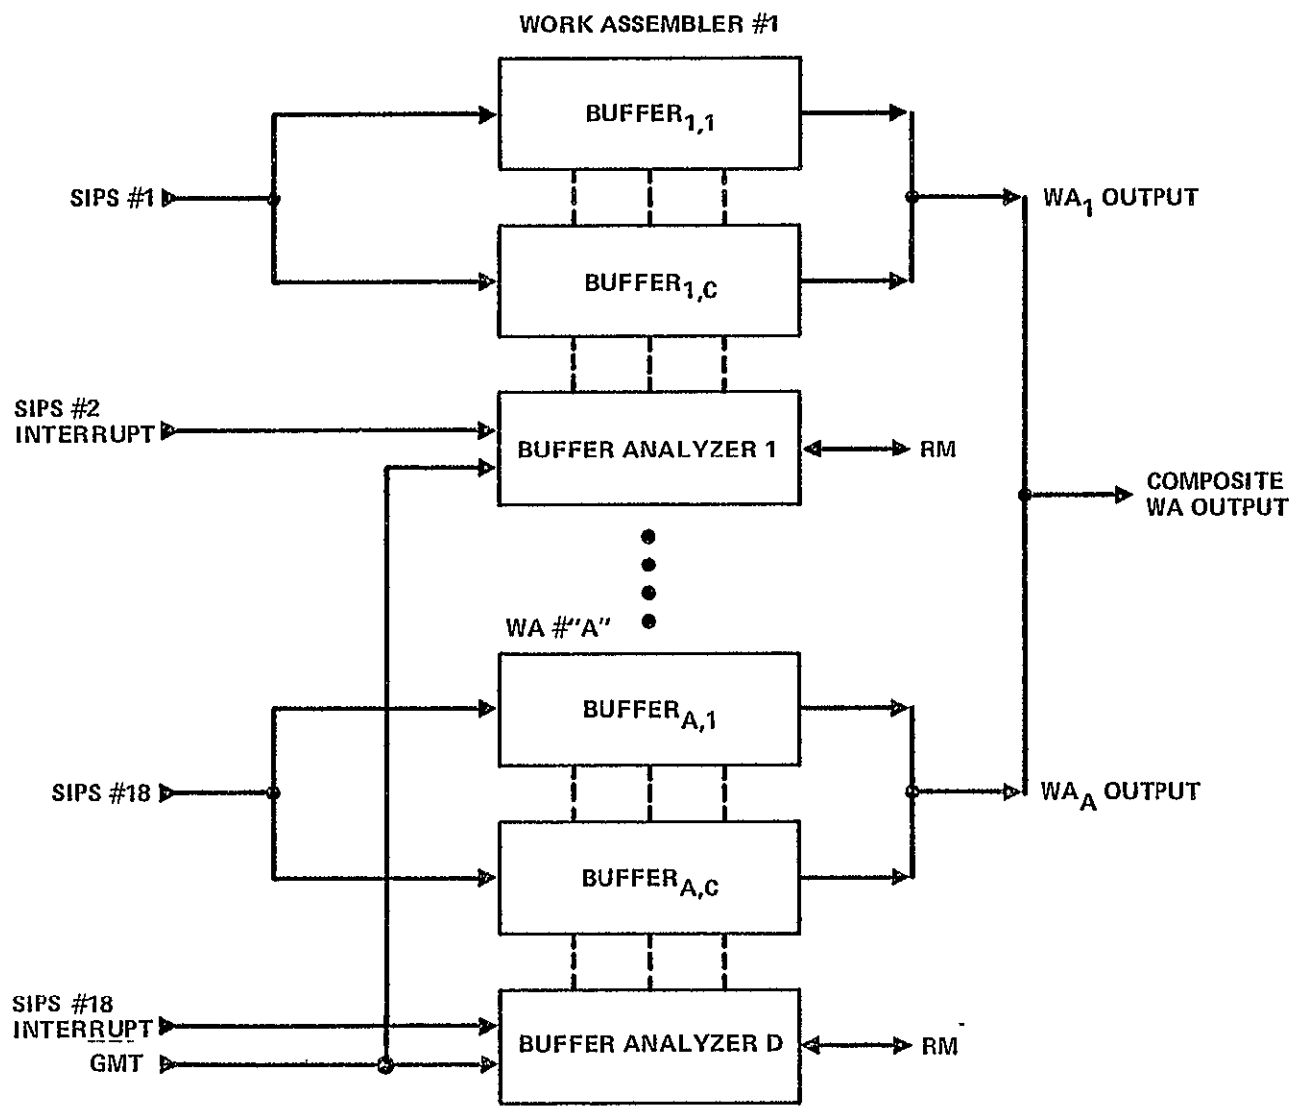 WORK ASSEMBLER #1
BUFFER1,1
SIPS #1
WA1 OUTPUT
BUFFER1,C
SIPS #2
INTERRUPT
BUFFER ANALYZER 1
RM
COMPOSITE
WA OUTPUT
WA #"A"
BUFFERA,1
SIPS #18
WAA OUTPUT
BUFFERA,C
SIPS #18
INTERRUPT
GMT
BUFFER ANALYZER D
RM